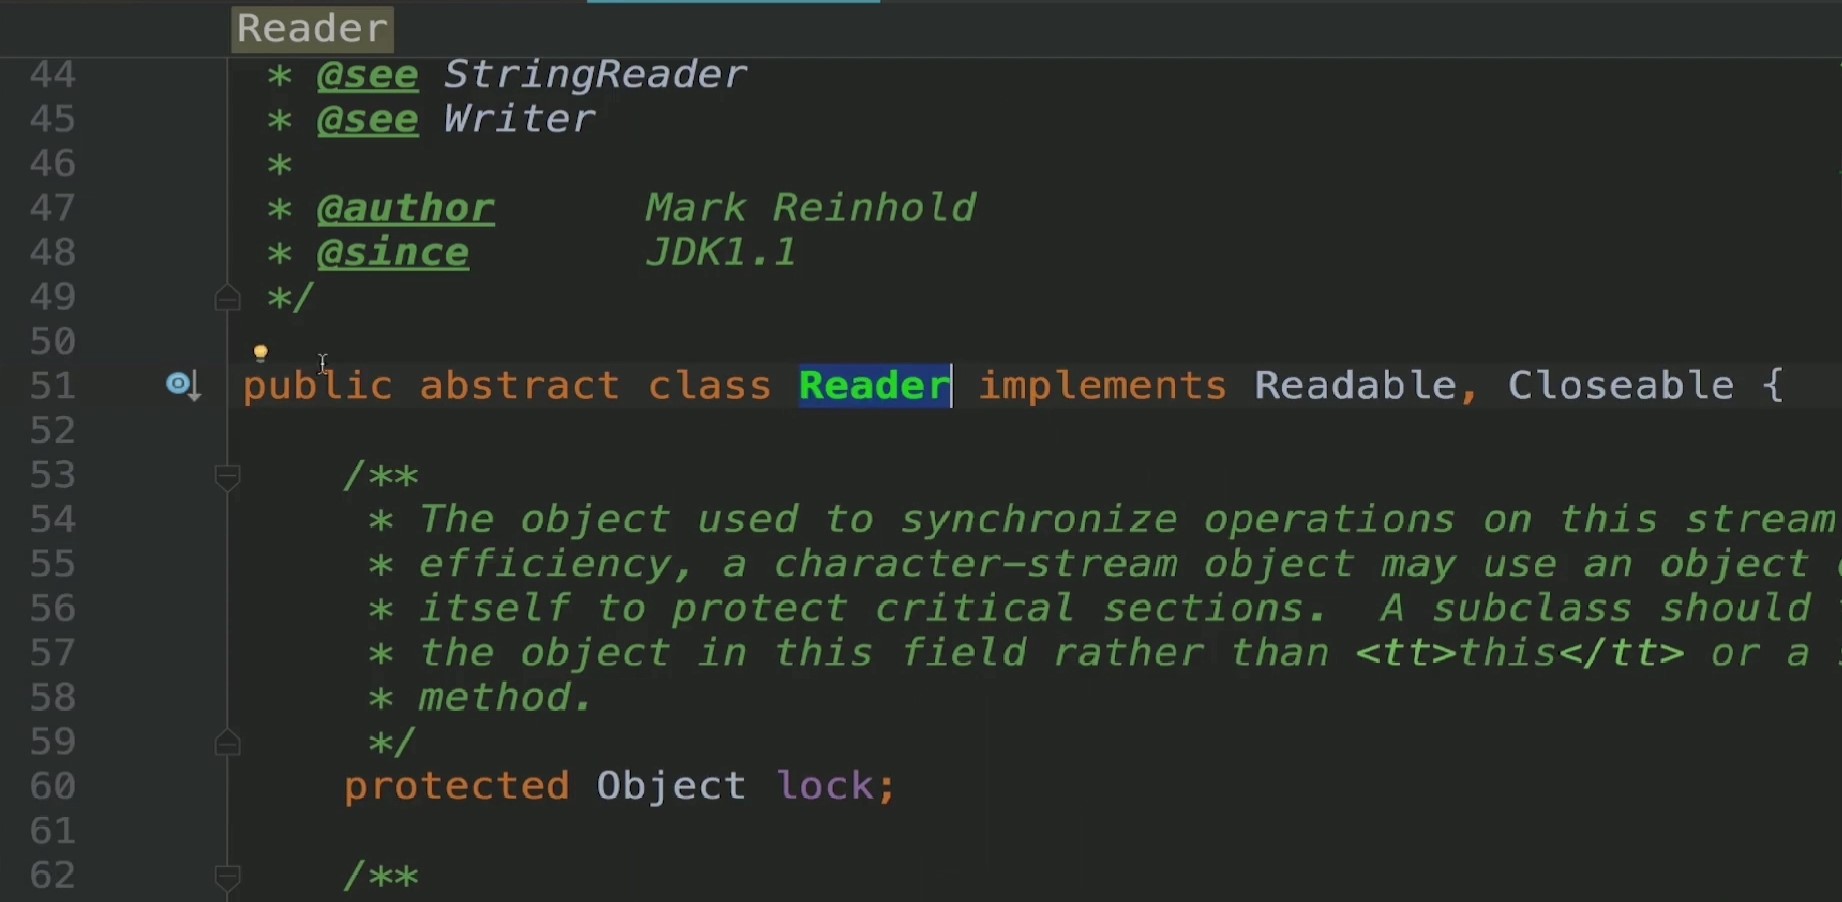 Reader
44 * @see StringReader
45 * @see Writer
46 *
47 * @author Mark Reinhold
48 * @since JDK1.1
49 */
50
51 public abstract class Reader implements Readable, Closeable {
52
53 /**
54 * The object used to synchronize operations on this stream
55 * efficiency, a character-stream object may use an object
56 * itself to protect critical sections. A subclass should
57 * the object in this field rather than <tt>this</tt> or a
58 * method.
59 */
60 protected Object lock;
61
62 /**